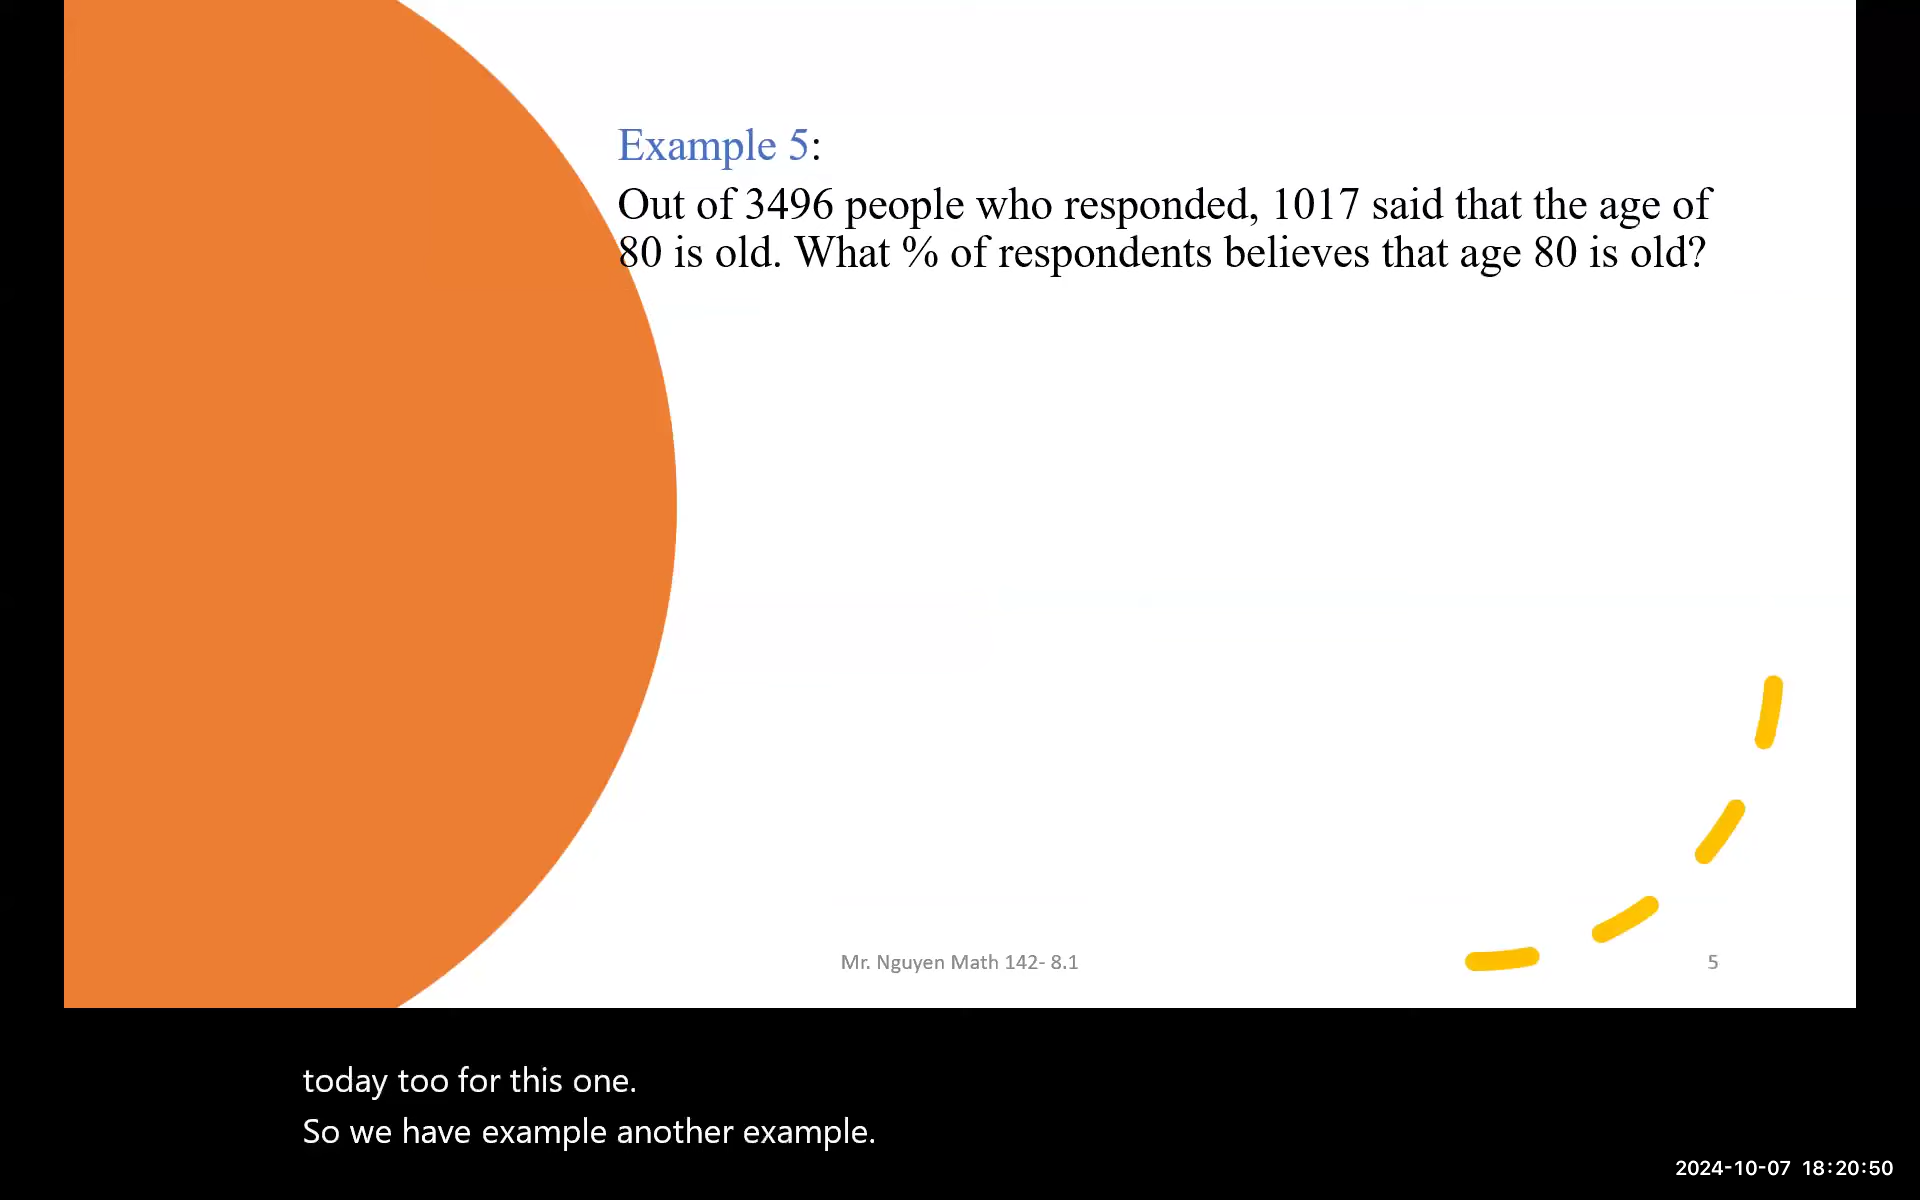 Example 5:
Out of 3496 people who responded, 1017 said that the age of
80 is old. What % of respondents believes that age 80 is old?
Mr. Nguyen Math 142- 8.1
5
today too for this one.
So we have example another example.
2024-10-07 18:20:50